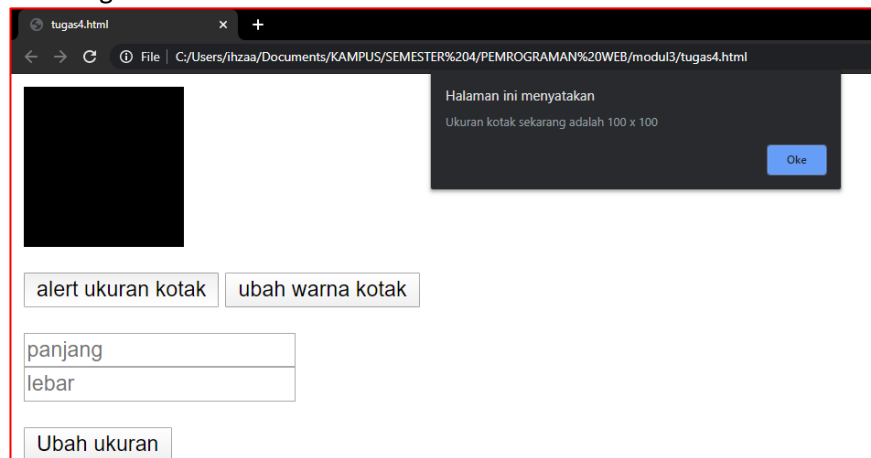 tugas4.html
File | C:/Users/ihzaa/Documents/KAMPUS/SEMESTER%204/PEMROGRAMAN%20WEB/modul3/tugas4.html
Halaman ini menyatakan
Ukuran kotak sekarang adalah 100 x 100
Oke
alert ukuran kotak ubah warna kotak
panjang
lebar
Ubah ukuran